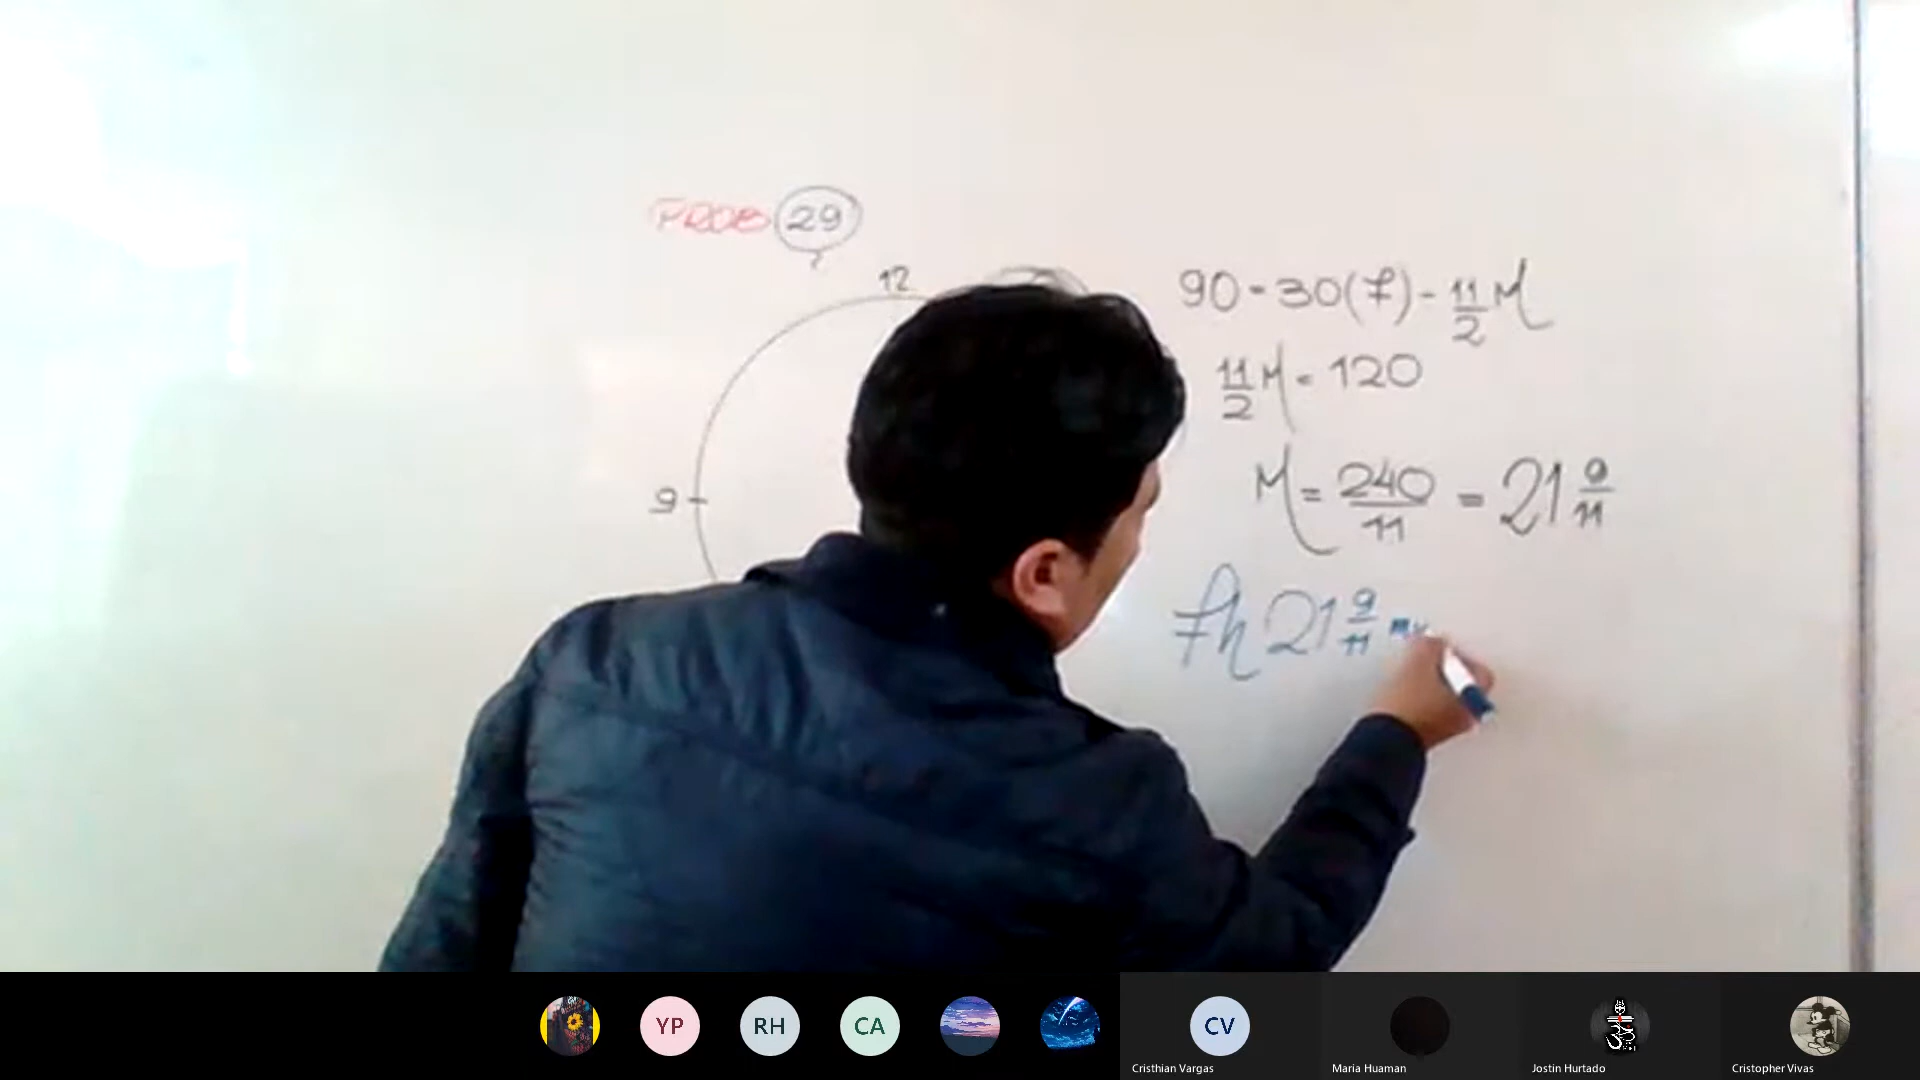 PROB 29
12
9
90 = 30(7) - 11/2 M
11/2 M = 120
M = 240/11 = 21 9/11
7h 21 9/11
YP
RH
CA
CV
Cristhian Vargas
Maria Huaman
Jostin Hurtado
Cristopher Vivas